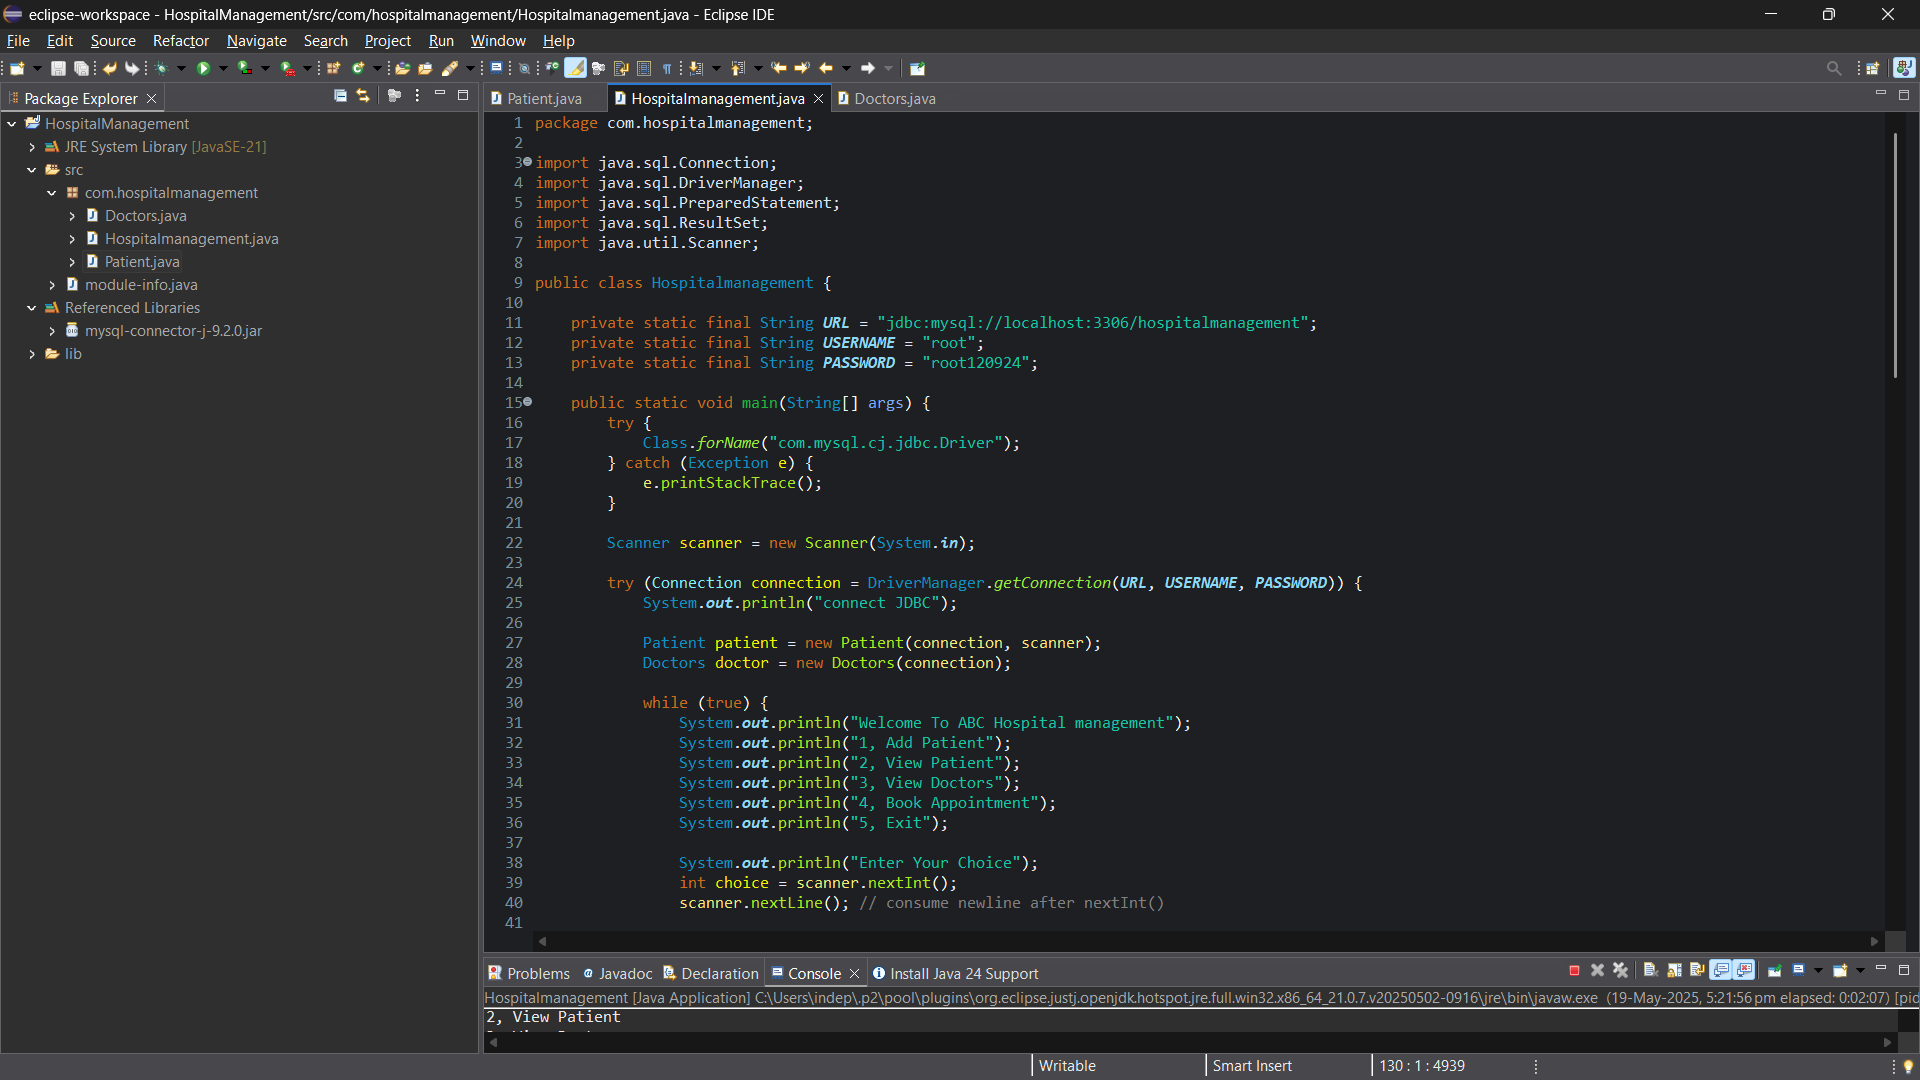 eclipse-workspace - HospitalManagement/src/com/hospitalmanagement/Hospitalmanagement.java - Eclipse IDE
File Edit Source Refactor Navigate Search Project Run Window Help
Package Explorer
HospitalManagement
JRE System Library [JavaSE-21]
src
com.hospitalmanagement
Doctors.java
Hospitalmanagement.java
Patient.java
module-info.java
Referenced Libraries
mysql-connector-j-9.2.0.jar
lib
Patient.java Hospitalmanagement.java Doctors.java
1 package com.hospitalmanagement;
2
3 import java.sql.Connection;
4 import java.sql.DriverManager;
5 import java.sql.PreparedStatement;
6 import java.sql.ResultSet;
7 import java.util.Scanner;
8
9 public class Hospitalmanagement {
10
11 private static final String URL = "jdbc:mysql://localhost:3306/hospitalmanagement";
12 private static final String USERNAME = "root";
13 private static final String PASSWORD = "root120924";
14
15 public static void main(String[] args) {
16 try {
17 Class.forName("com.mysql.cj.jdbc.Driver");
18 } catch (Exception e) {
19 e.printStackTrace();
20 }
21
22 Scanner scanner = new Scanner(System.in);
23
24 try (Connection connection = DriverManager.getConnection(URL, USERNAME, PASSWORD)) {
25 System.out.println("connect JDBC");
26
27 Patient patient = new Patient(connection, scanner);
28 Doctors doctor = new Doctors(connection);
29
30 while (true) {
31 System.out.println("Welcome To ABC Hospital management");
32 System.out.println("1, Add Patient");
33 System.out.println("2, View Patient");
34 System.out.println("3, View Doctors");
35 System.out.println("4, Book Appointment");
36 System.out.println("5, Exit");
37
38 System.out.println("Enter Your Choice");
39 int choice = scanner.nextInt();
40 scanner.nextLine(); // consume newline after nextInt()
41
Problems Javadoc Declaration Console Install Java 24 Support
Hospitalmanagement [Java Application] C:\Users\indep\.p2\pool\plugins\org.eclipse.justj.openjdk.hotspot.jre.full.win32.x86_64_21.0.7.v20250502-0916\jre\bin\javaw.exe (19-May-2025, 5:21:56 pm elapsed: 0:02:07) [pid
2, View Patient
Writable Smart Insert 130 : 1 : 4939